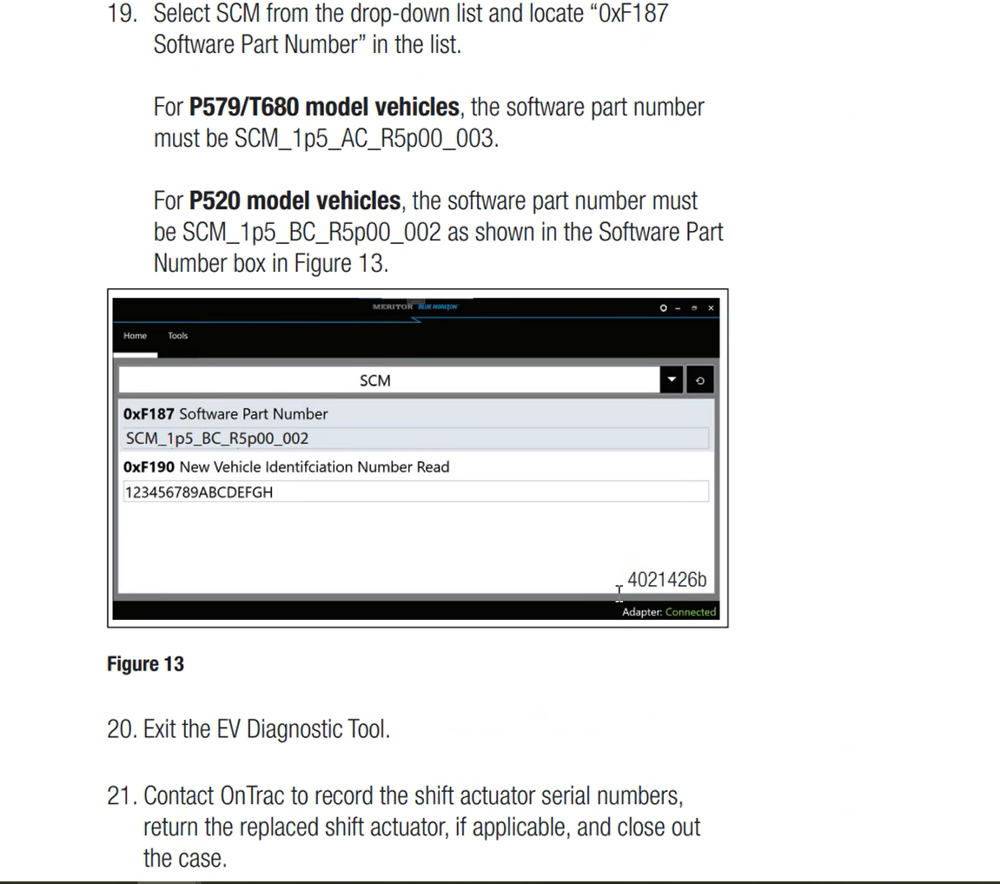 19. Select SCM from the drop-down list and locate “0xF187
Software Part Number” in the list.
For P579/T680 model vehicles, the software part number
must be SCM_1p5_AC_R5p00_003.
For P520 model vehicles, the software part number must
be SCM_1p5_BC_R5p00_002 as shown in the Software Part
Number box in Figure 13.
MERITOR BLUE HORIZON
Home Tools
SCM
0xF187 Software Part Number
SCM_1p5_BC_R5p00_002
0xF190 New Vehicle Identifciation Number Read
123456789ABCDEFGH
4021426b
Adapter: Connected
Figure 13
20. Exit the EV Diagnostic Tool.
21. Contact OnTrac to record the shift actuator serial numbers,
return the replaced shift actuator, if applicable, and close out
the case.